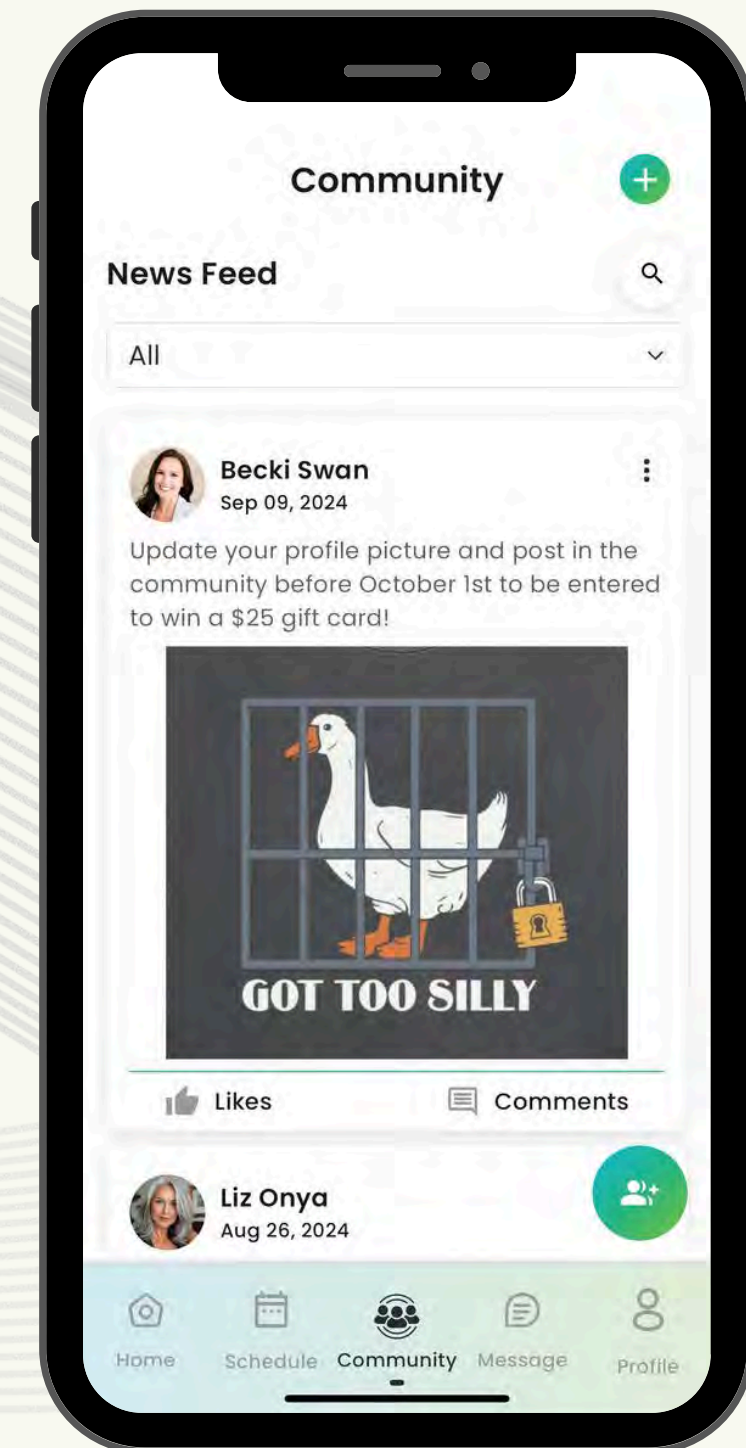 Community
News Feed
All
Becki Swan
Sep 09, 2024
Update your profile picture and post in the
community before October 1st to be entered
to win a $25 gift card!
GOT TOO SILLY
Likes
Comments
Liz Onya
Aug 26, 2024
Home
Schedule
Community
Message
Profile